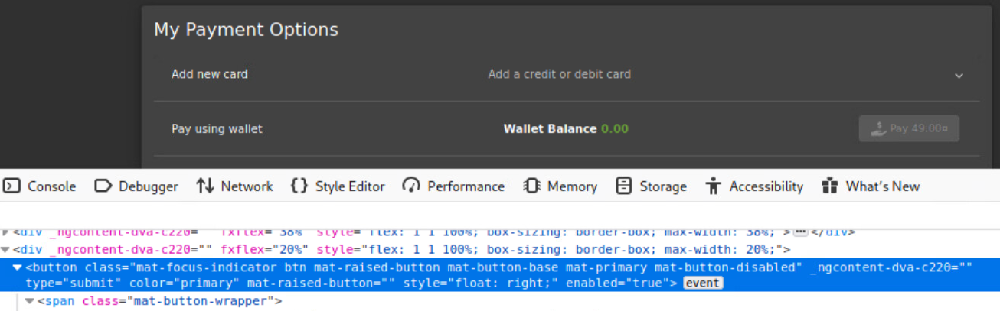 My Payment Options
Add new card Add a credit or debit card
Pay using wallet Wallet Balance 0.00 Pay 49.00¤
Console Debugger Network {} Style Editor Performance Memory Storage Accessibility What's New
<div _ngcontent-dva-c220="" fxflex="38%" style="flex: 1 1 100%; box-sizing: border-box; max-width: 38%;">…</div>
<div _ngcontent-dva-c220="" fxflex="20%" style="flex: 1 1 100%; box-sizing: border-box; max-width: 20%;">
<button class="mat-focus-indicator btn mat-raised-button mat-button-base mat-primary mat-button-disabled" _ngcontent-dva-c220=""
type="submit" color="primary" mat-raised-button="" style="float: right;" enabled="true"> event
<span class="mat-button-wrapper">